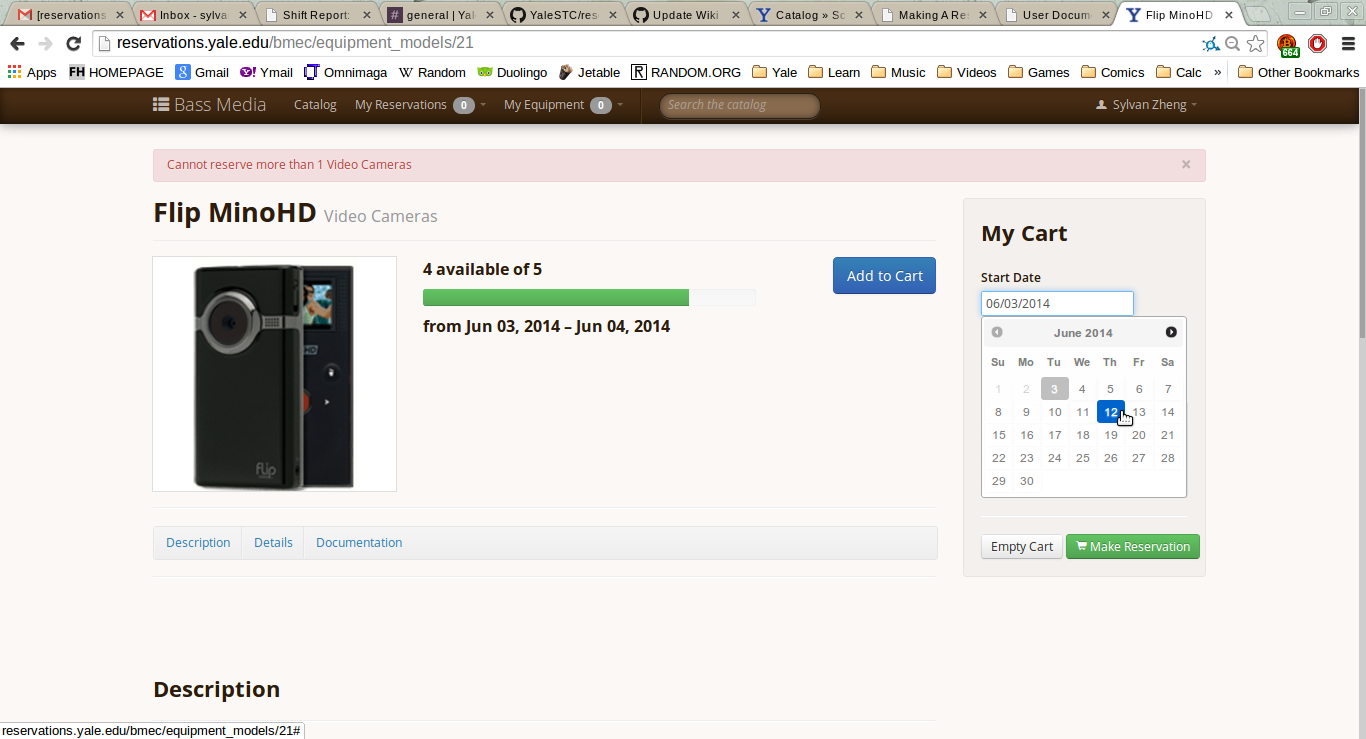 [reservations
Inbox - sylva
Shift Report:
general | Yal
YaleSTC/res
Update Wiki
Catalog » Sc
Making A Re
User Docum
Flip MinoHD
reservations.yale.edu/bmec/equipment_models/21
664
Apps
FH HOMEPAGE
Gmail
Ymail
Omnimaga
Random
Duolingo
Jetable
RANDOM.ORG
Yale
Learn
Music
Videos
Games
Comics
Calc
»
Other Bookmarks
Bass Media
Catalog
My Reservations 0
My Equipment 0
Search the catalog
Sylvan Zheng
Cannot reserve more than 1 Video Cameras ×
Flip MinoHD Video Cameras
4 available of 5
from Jun 03, 2014 – Jun 04, 2014
Add to Cart
flip
My Cart
Start Date
06/03/2014
June 2014
Su Mo Tu We Th Fr Sa
1 2 3 4 5 6 7
8 9 10 11 12 13 14
15 16 17 18 19 20 21
22 23 24 25 26 27 28
29 30
Empty Cart
Make Reservation
Description
Details
Documentation
Description
reservations.yale.edu/bmec/equipment_models/21#